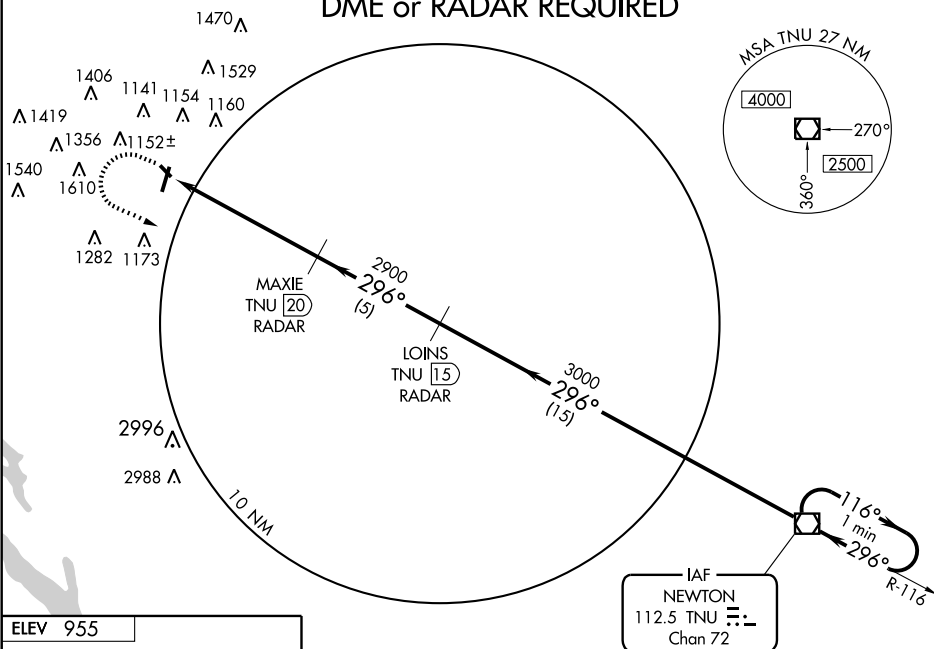 DME or RADAR REQUIRED
1470
1529
1406
1141
1154
1160
1419
1356
1152±
1540
1610
1282
1173
MSA TNU 27 NM
4000
270°
2500
360°
MAXIE
TNU 20
RADAR
2900
296°
(5)
LOINS
TNU 15
RADAR
3000
296°
(15)
2996
2988
10 NM
116°
1 min
296°
R-116
IAF
NEWTON
112.5 TNU
Chan 72
ELEV 955